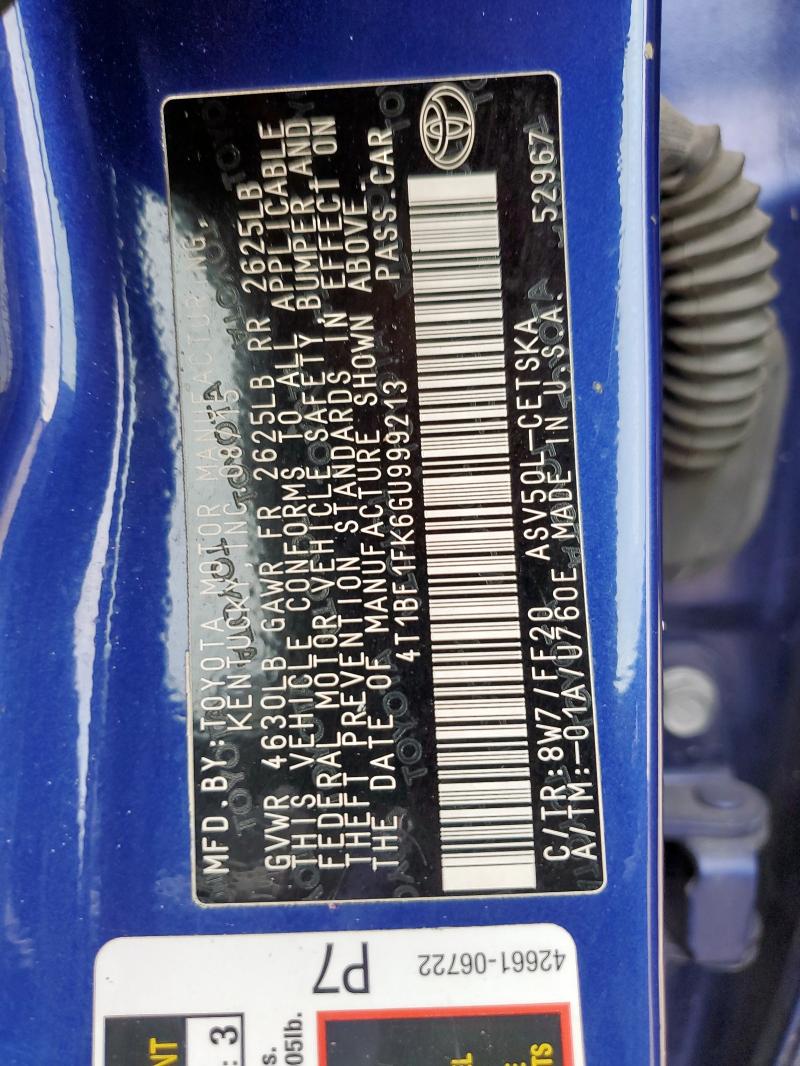 MFD.BY:TOYOTA MOTOR MANUFACTURING,
KENTUCKY, INC 08/15
GVWR 4630LB GAWR FR 2625LB RR 2625LB
THIS VEHICLE CONFORMS TO ALL APPLICABLE
FEDERAL MOTOR VEHICLE SAFETY BUMPER AND
THEFT PREVENTION STANDARDS IN EFFECT ON
THE DATE OF MANUFACTURE SHOWN ABOVE.
4T1BF1FK6GU999213 PASS.CAR
C/TR:8W7/FF20 ASV50L-CETSKA 52967
A/TM:-01A/U760E MADE IN U.S.A.
42661-06722
P7
3
05lb.